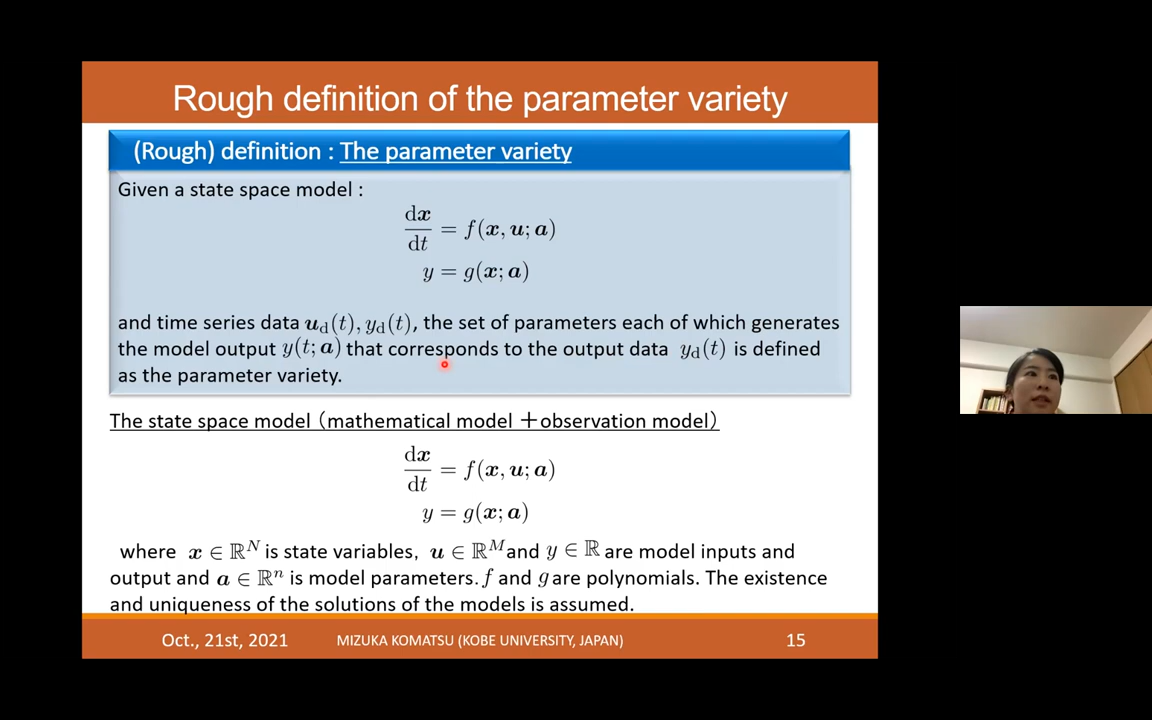 Rough definition of the parameter variety
(Rough) definition : The parameter variety
Given a state space model :
d𝒙/dt = f(𝒙, 𝒖; 𝒂)
y = g(𝒙; 𝒂)
and time series data 𝒖_d(t), y_d(t), the set of parameters each of which generates
the model output y(t; 𝒂) that corresponds to the output data y_d(t) is defined
as the parameter variety.
The state space model（mathematical model ＋observation model）
d𝒙/dt = f(𝒙, 𝒖; 𝒂)
y = g(𝒙; 𝒂)
where 𝒙 ∈ ℝ^N is state variables, 𝒖 ∈ ℝ^M and y ∈ ℝ are model inputs and
output and 𝒂 ∈ ℝ^n is model parameters. f and g are polynomials. The existence
and uniqueness of the solutions of the models is assumed.
Oct., 21st, 2021 MIZUKA KOMATSU (KOBE UNIVERSITY, JAPAN) 15